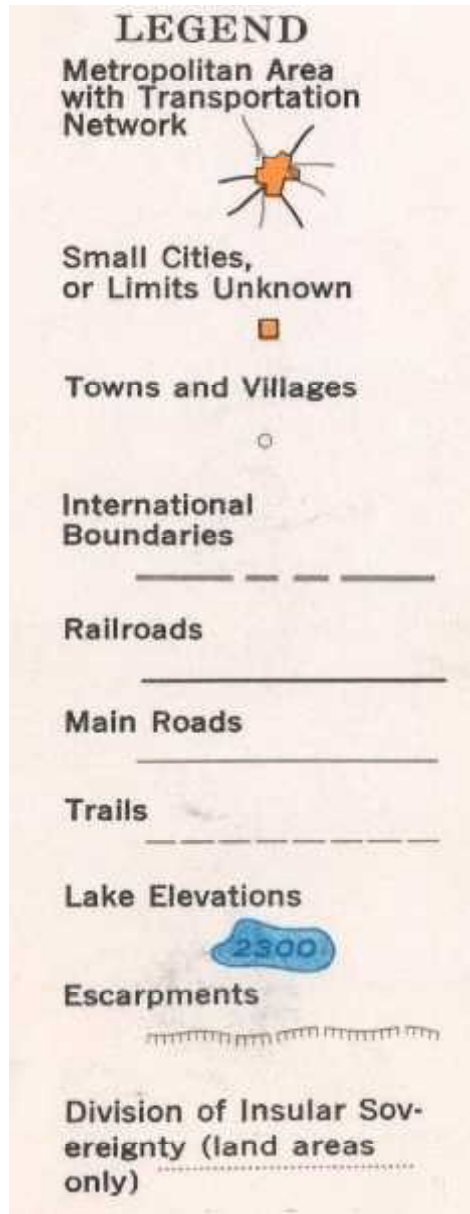 LEGEND
Metropolitan Area
with Transportation
Network
Small Cities,
or Limits Unknown
Towns and Villages
International
Boundaries
Railroads
Main Roads
Trails
Lake Elevations
2300
Escarpments
Division of Insular Sov-
ereignty (land areas
only)